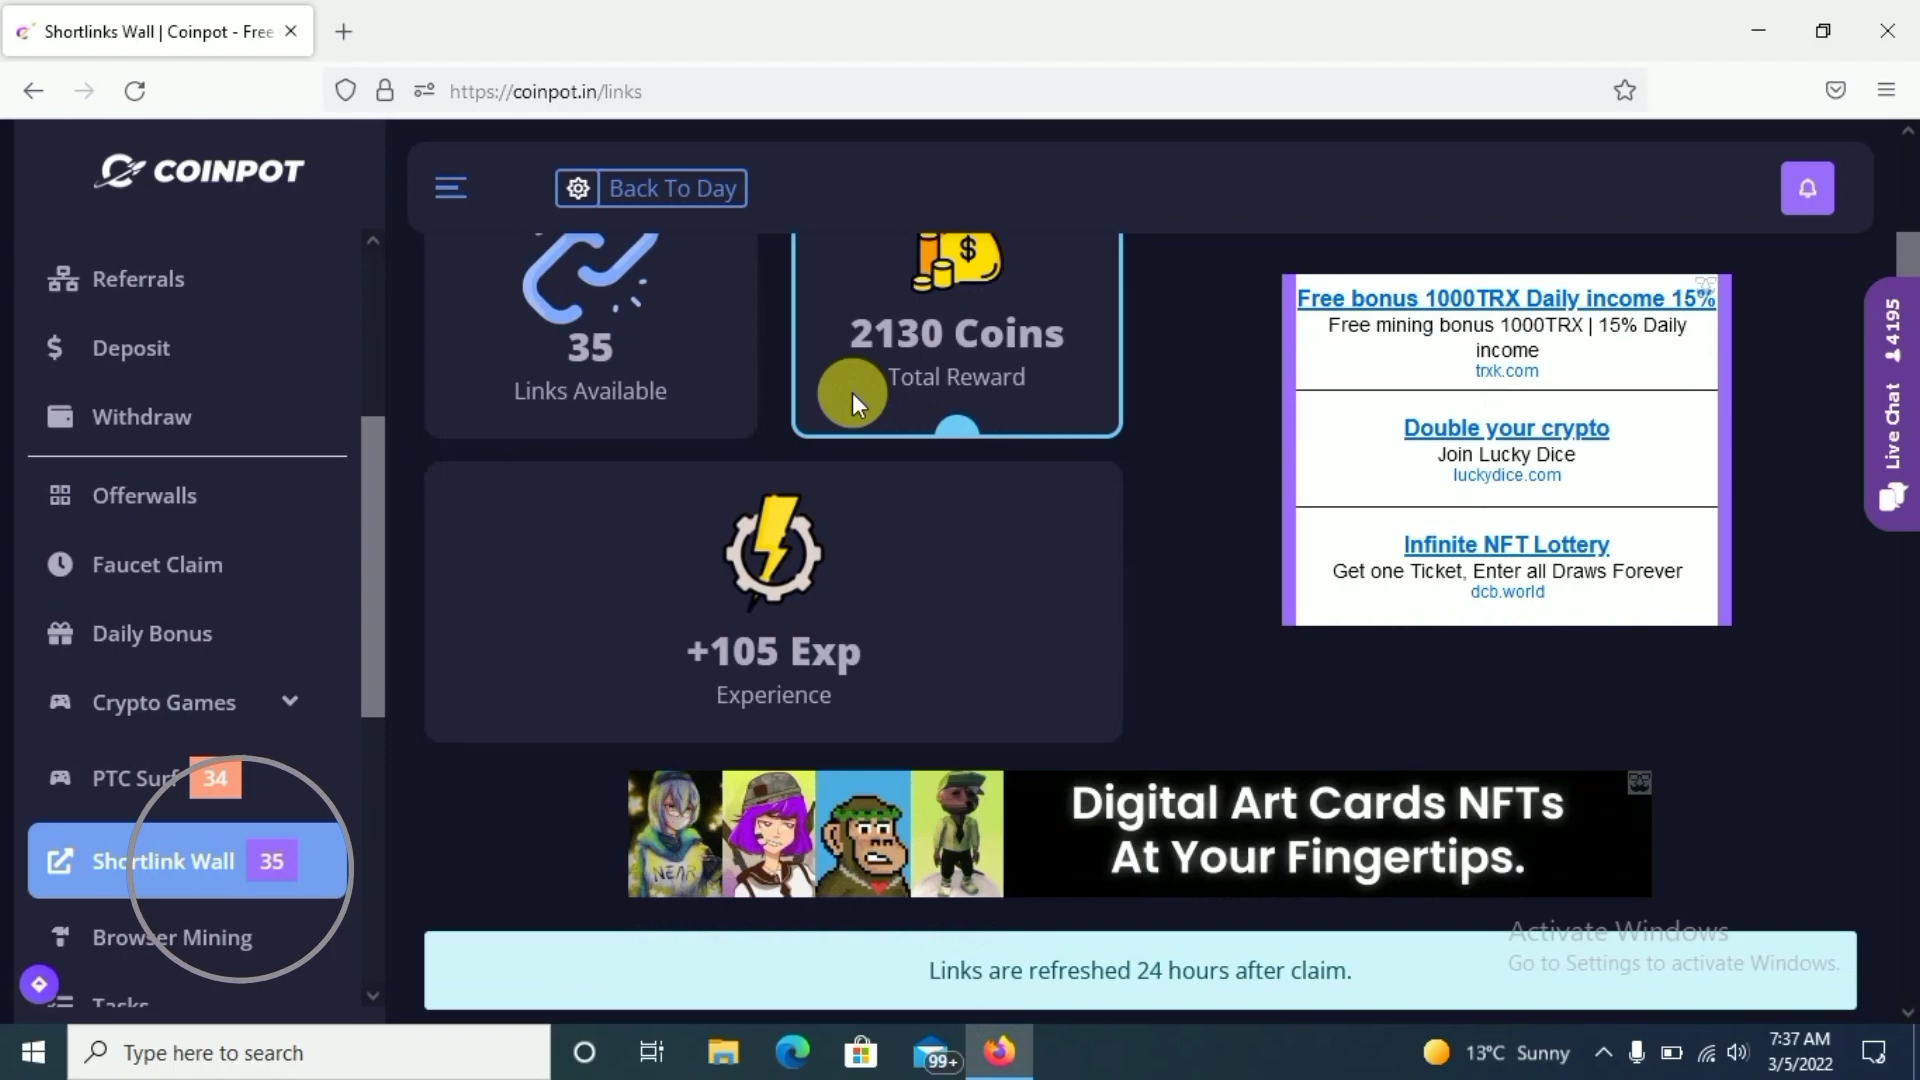 Shortlinks Wall | Coinpot - Free
https://coinpot.in/links
COINPOT
Back To Day
Referrals
Deposit
Withdraw
Offerwalls
Faucet Claim
Daily Bonus
Crypto Games
PTC Surf 34
Shortlink Wall 35
Browser Mining
Tasks
35
Links Available
$
2130 Coins
Total Reward
+105 Exp
Experience
Free bonus 1000TRX Daily income 15%
Free mining bonus 1000TRX | 15% Daily
income
trxk.com
Double your crypto
Join Lucky Dice
luckydice.com
Infinite NFT Lottery
Get one Ticket, Enter all Draws Forever
dcb.world
Live Chat 4195
NEAR
Digital Art Cards NFTs
At Your Fingertips.
Links are refreshed 24 hours after claim.
Activate Windows
Go to Settings to activate Windows.
Type here to search
99+
13°C Sunny
7:37 AM
3/5/2022